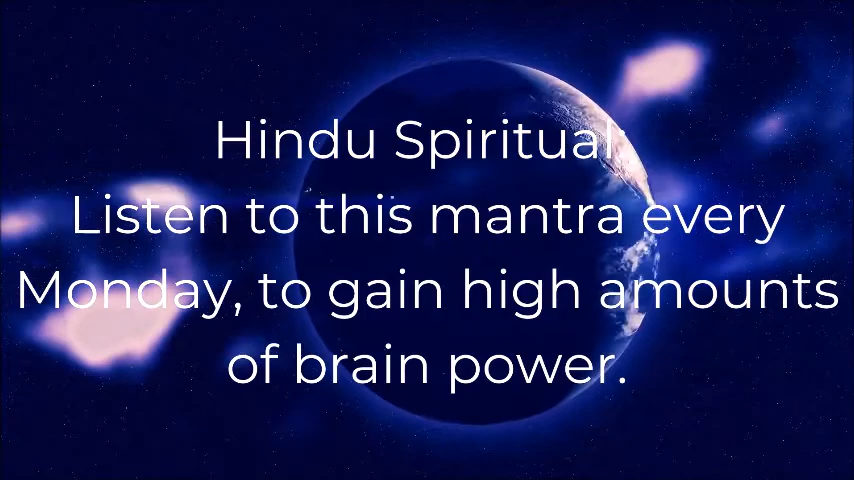 Hindu Spiritual:
Listen to this mantra every
Monday, to gain high amounts
of brain power.